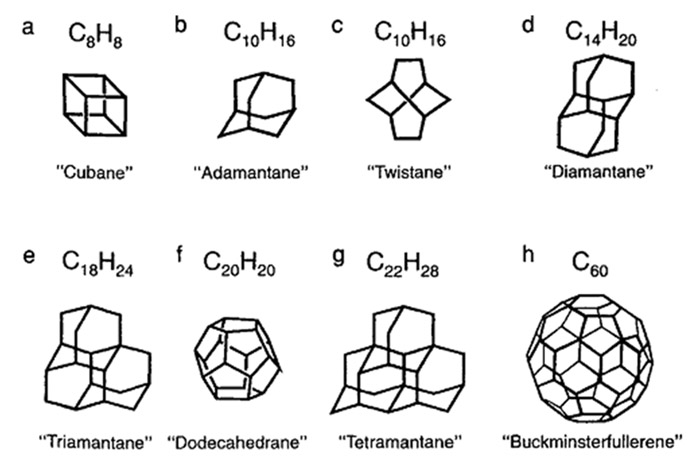 a C₈H₈
"Cubane"
b C₁₀H₁₆
"Adamantane"
c C₁₀H₁₆
"Twistane"
d C₁₄H₂₀
"Diamantane"
e C₁₈H₂₄
"Triamantane"
f C₂₀H₂₀
"Dodecahedrane"
g C₂₂H₂₈
"Tetramantane"
h C₆₀
"Buckminsterfullerene"